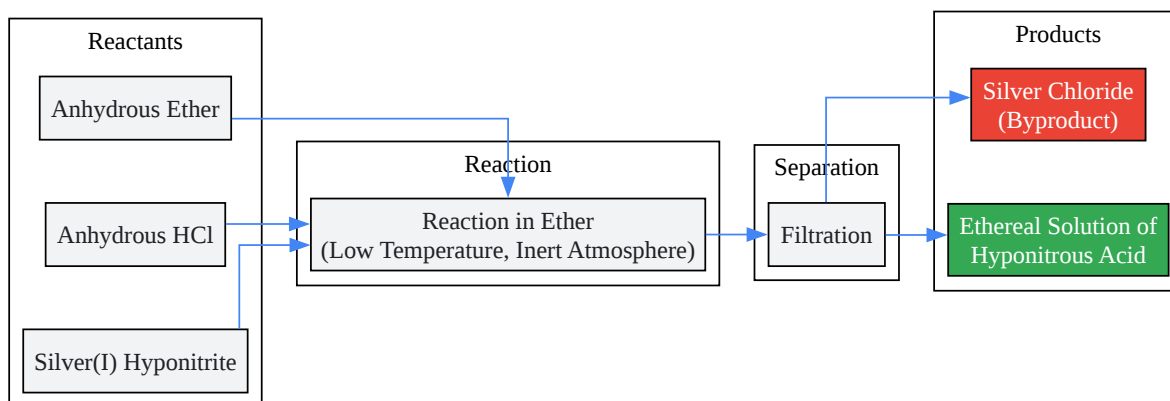 Reactants
Anhydrous Ether
Anhydrous HCl
Silver(I) Hyponitrite
Reaction
Reaction in Ether
(Low Temperature, Inert Atmosphere)
Separation
Filtration
Products
Silver Chloride
(Byproduct)
Ethereal Solution of
Hyponitrous Acid